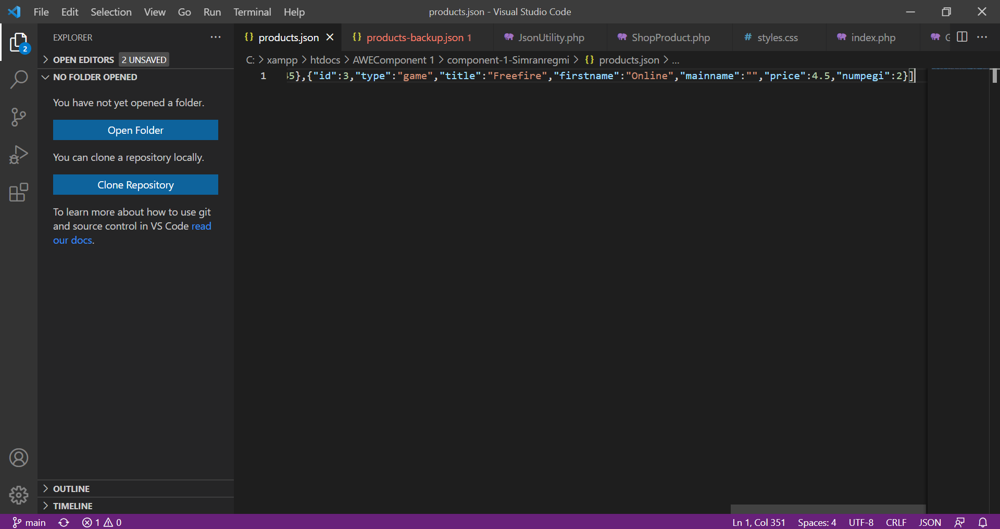 File Edit Selection View Go Run Terminal Help
products.json - Visual Studio Code
2
EXPLORER
OPEN EDITORS 2 UNSAVED
NO FOLDER OPENED
You have not yet opened a folder.
Open Folder
You can clone a repository locally.
Clone Repository
To learn more about how to use git
and source control in VS Code read
our docs.
OUTLINE
TIMELINE
{} products.json
{} products-backup.json 1
JsonUtility.php
ShopProduct.php
# styles.css
index.php
C: > xampp > htdocs > AWEComponent 1 > component-1-Simranregmi > {} products.json > ...
1 45},{"id":3,"type":"game","title":"Freefire","firstname":"Online","mainname":"","price":4.5,"numpegi":2}]
main 1 0
Ln 1, Col 351 Spaces: 4 UTF-8 CRLF JSON